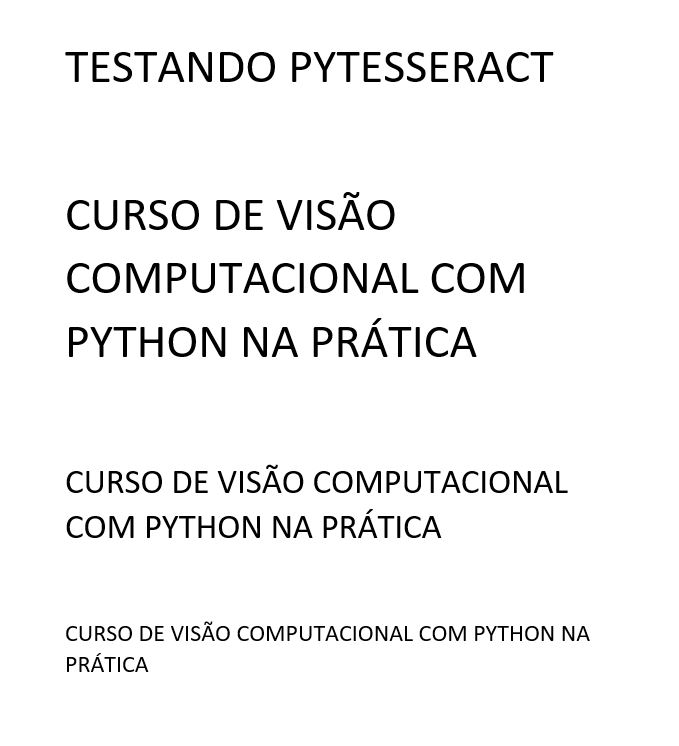 TESTANDO PYTESSERACT
CURSO DE VISÃO
COMPUTACIONAL COM
PYTHON NA PRÁTICA
CURSO DE VISÃO COMPUTACIONAL
COM PYTHON NA PRÁTICA
CURSO DE VISÃO COMPUTACIONAL COM PYTHON NA
PRÁTICA